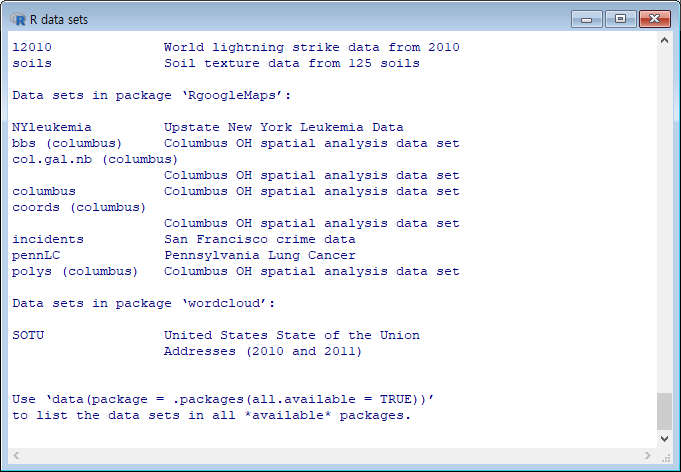 R R data sets
l2010 World lightning strike data from 2010
soils Soil texture data from 125 soils
Data sets in package ‘RgoogleMaps’:
NYleukemia Upstate New York Leukemia Data
bbs (columbus) Columbus OH spatial analysis data set
col.gal.nb (columbus)
Columbus OH spatial analysis data set
columbus Columbus OH spatial analysis data set
coords (columbus)
Columbus OH spatial analysis data set
incidents San Francisco crime data
pennLC Pennsylvania Lung Cancer
polys (columbus) Columbus OH spatial analysis data set
Data sets in package ‘wordcloud’:
SOTU United States State of the Union
Addresses (2010 and 2011)
Use ‘data(package = .packages(all.available = TRUE))’
to list the data sets in all *available* packages.